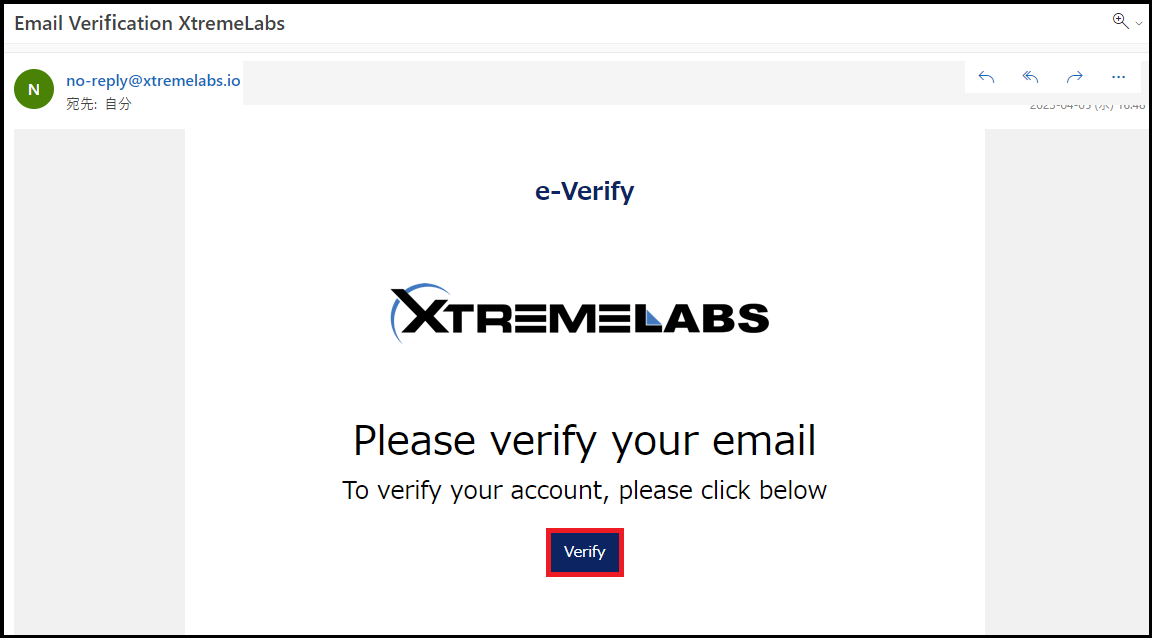 Email Verification XtremeLabs
N
no-reply@xtremelabs.io
宛先: 自分
e-Verify
XTREMELABS
Please verify your email
To verify your account, please click below
Verify